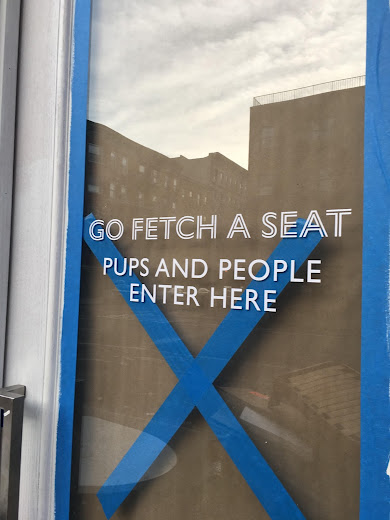 GO FETCH A SEAT
PUPS AND PEOPLE
ENTER HERE